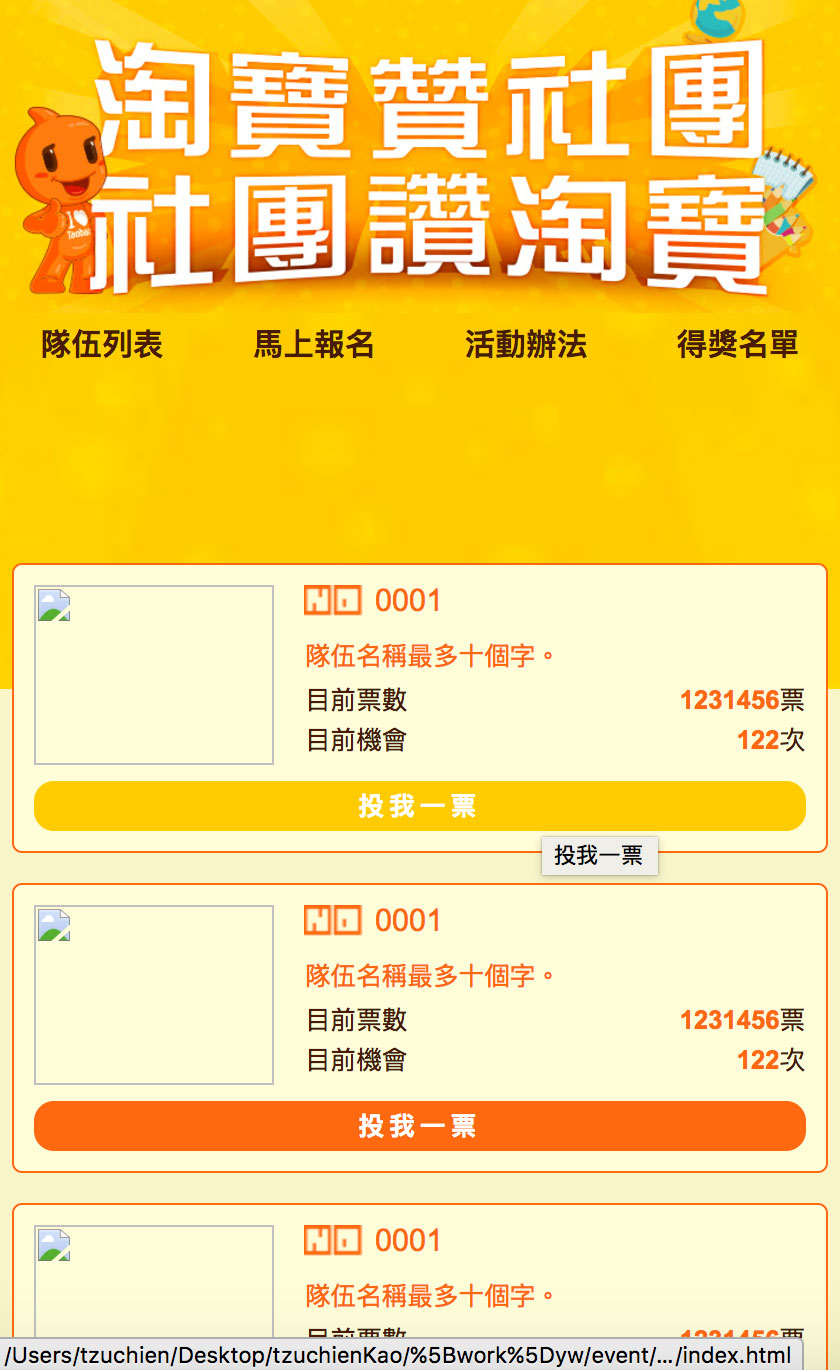 淘寶贊社團
社團讚淘寶
I
Taobao
隊伍列表 馬上報名 活動辦法 得獎名單
0001
隊伍名稱最多十個字。
目前票數 1231456票
目前機會 122次
投我一票
投我一票
0001
隊伍名稱最多十個字。
目前票數 1231456票
目前機會 122次
投我一票
0001
隊伍名稱最多十個字。
目前票數 1231456票
/Users/tzuchien/Desktop/tzuchienKao/%5Bwork%5Dyw/event/.../index.html